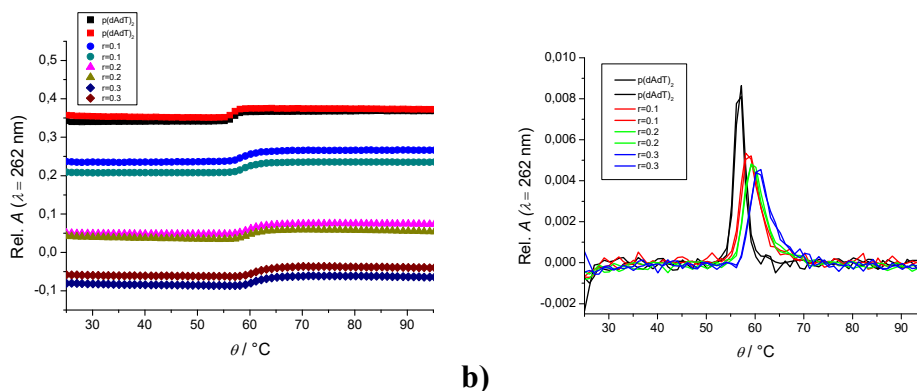 p(dAdT)₂
p(dAdT)₂
r=0.1
r=0.1
r=0.2
r=0.2
r=0.3
r=0.3
0,5
0,4
0,3
0,2
0,1
0,0
-0,1
Rel. A (λ = 262 nm)
30 40 50 60 70 80 90
θ / °C
b)
0,010
0,008
0,006
0,004
0,002
0,000
-0,002
Rel. A (λ = 262 nm)
p(dAdT)₂
p(dAdT)₂
r=0.1
r=0.1
r=0.2
r=0.2
r=0.3
r=0.3
30 40 50 60 70 80 90
θ / °C